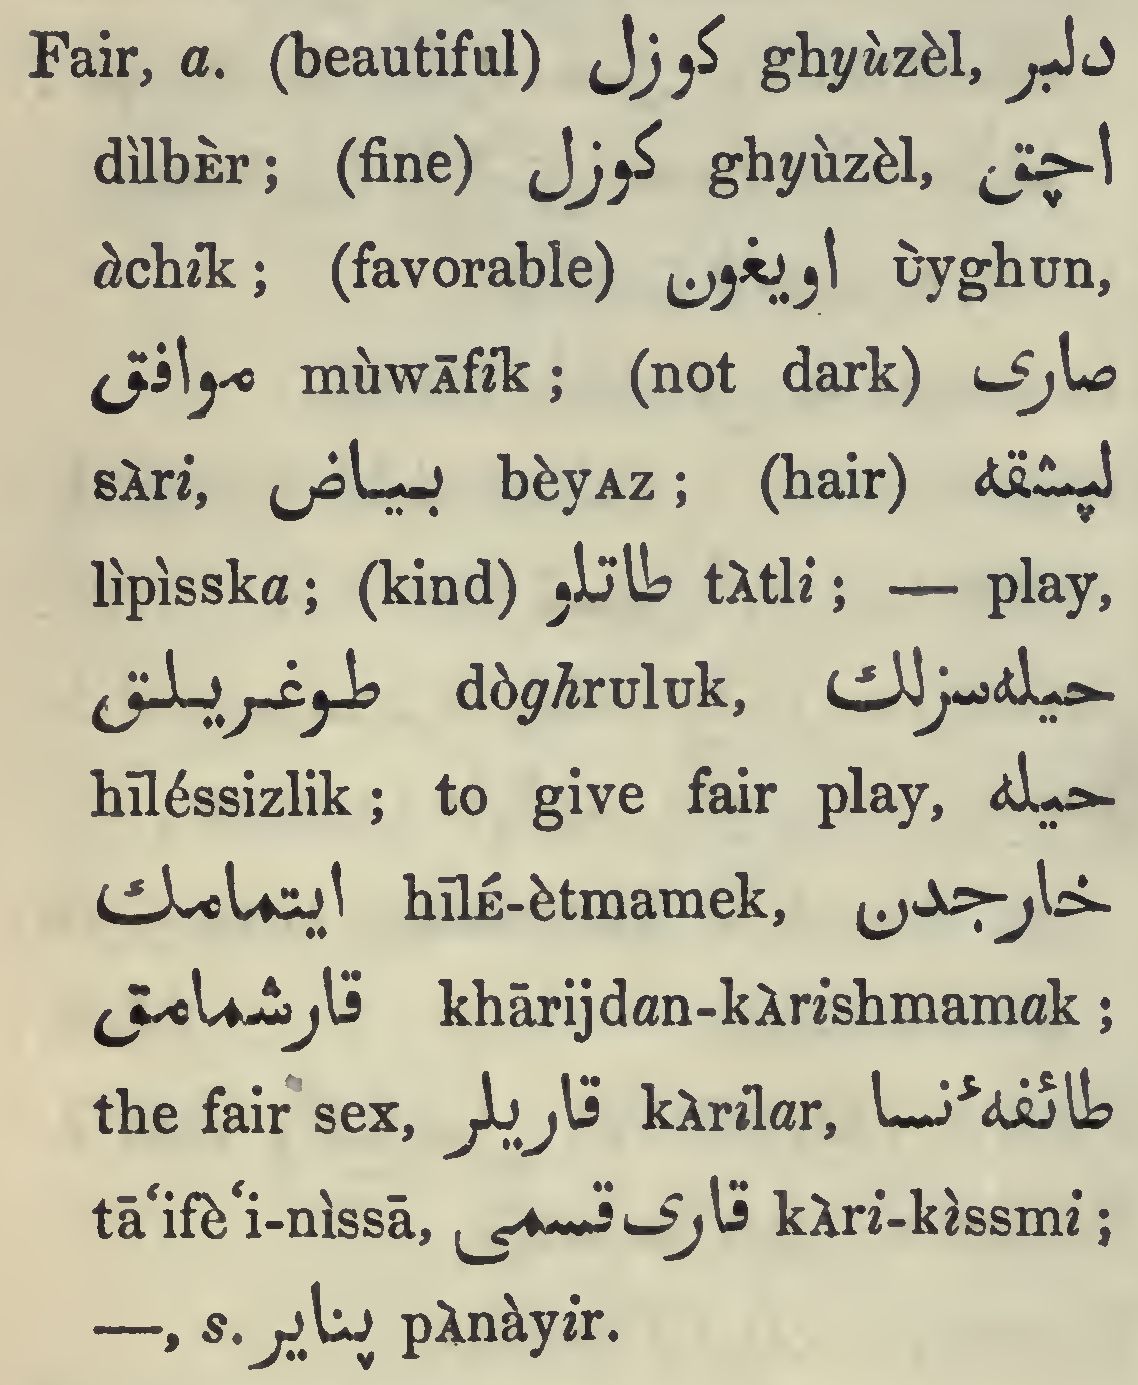 Fair, a. (beautiful) كوزل ghyùzèl, دلبر
dìlbÈr ; (fine) كوزل ghyùzèl, اچق
àchik ; (favorable) اويغون ùyghun,
موافق mùwĀfik ; (not dark) صارى
sÀri, بياض bèyAz ; (hair) لپشقه
lìpìsska ; (kind) طاتلو tÀtli ; — play,
طوغريلق dòghruluk, حيله‌سزلك
hīléssizlik ; to give fair play, حيله
ايتمامك hīlÉ-ètmamek, خارجدن
قارشمامق khārijdan-kÀrishmamak ;
the fair sex, قاريلر kÀrilar, طائفهٔ نسا
tā‘ifè‘i-nìssā, قارى قسمى kÀri-kìssmi ;
—, s. پناير pÀnàyir.